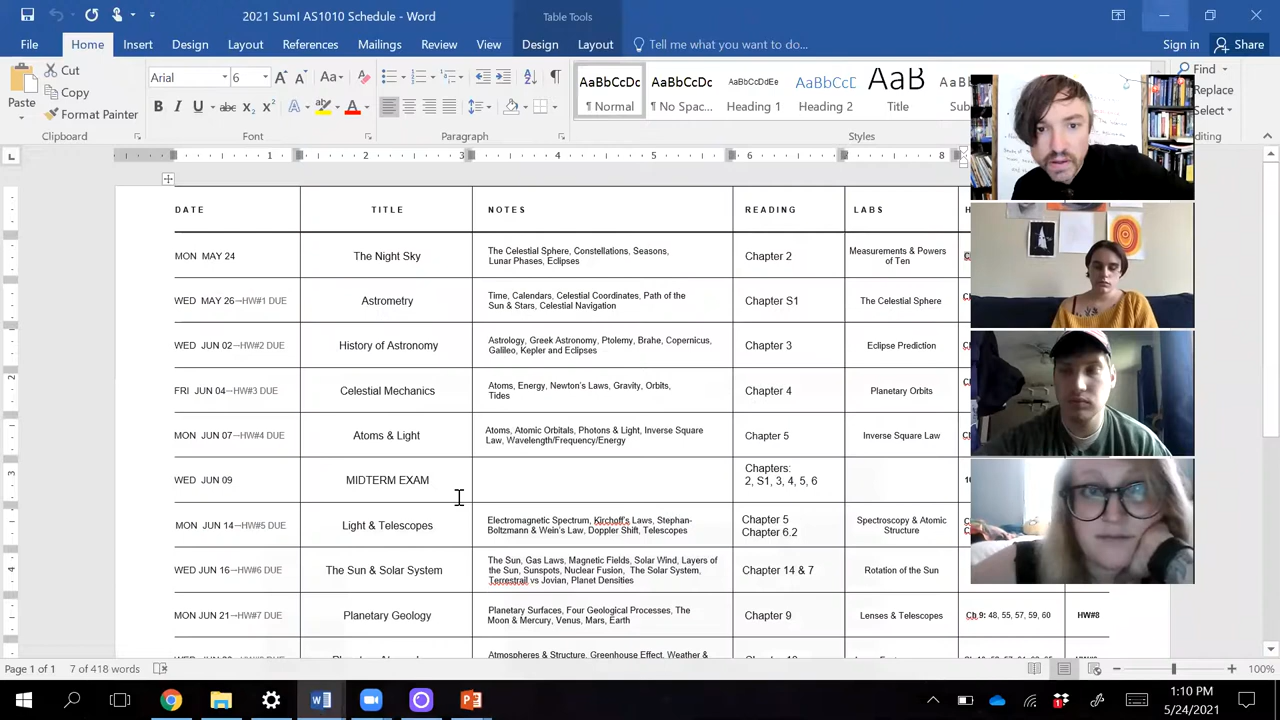 2021 SumI AS1010 Schedule - Word
Table Tools
File Home Insert Design Layout References Mailings Review View Design Layout Tell me what you want to do... Sign in Share
Paste
Cut
Copy
Format Painter
Clipboard
Arial 6
Font
Paragraph
AaBbCcDc AaBbCcDc AaBbCcDdEe AaBbCcD AaB
¶ Normal ¶ No Spac... Heading 1 Heading 2 Title
Styles
Find
Replace
Select
DATE TITLE NOTES READING LABS
MON MAY 24 The Night Sky The Celestial Sphere, Constellations, Seasons, Lunar Phases, Eclipses Chapter 2 Measurements & Powers of Ten
WED MAY 26→HW#1 DUE Astrometry Time, Calendars, Celestial Coordinates, Path of the Sun & Stars, Celestial Navigation Chapter S1 The Celestial Sphere
WED JUN 02→HW#2 DUE History of Astronomy Astrology, Greek Astronomy, Ptolemy, Brahe, Copernicus, Galileo, Kepler and Eclipses Chapter 3 Eclipse Prediction
FRI JUN 04→HW#3 DUE Celestial Mechanics Atoms, Energy, Newton's Laws, Gravity, Orbits, Tides Chapter 4 Planetary Orbits
MON JUN 07→HW#4 DUE Atoms & Light Atoms, Atomic Orbitals, Photons & Light, Inverse Square Law, Wavelength/Frequency/Energy Chapter 5 Inverse Square Law
WED JUN 09 MIDTERM EXAM Chapters: 2, S1, 3, 4, 5, 6
MON JUN 14→HW#5 DUE Light & Telescopes Electromagnetic Spectrum, Kirchoff's Laws, Stephan-Boltzmann & Wein's Law, Doppler Shift, Telescopes Chapter 5 Chapter 6.2 Spectroscopy & Atomic Structure
WED JUN 16→HW#6 DUE The Sun & Solar System The Sun, Gas Laws, Magnetic Fields, Solar Wind, Layers of the Sun, Sunspots, Nuclear Fusion, The Solar System, Terrestrail vs Jovian, Planet Densities Chapter 14 & 7 Rotation of the Sun
MON JUN 21→HW#7 DUE Planetary Geology Planetary Surfaces, Four Geological Processes, The Moon & Mercury, Venus, Mars, Earth Chapter 9 Lenses & Telescopes Ch 9: 48, 55, 57, 59, 60 HW#8
Atmospheres & Structure, Greenhouse Effect, Weather &
Page 1 of 1 7 of 418 words 100%
1:10 PM
5/24/2021